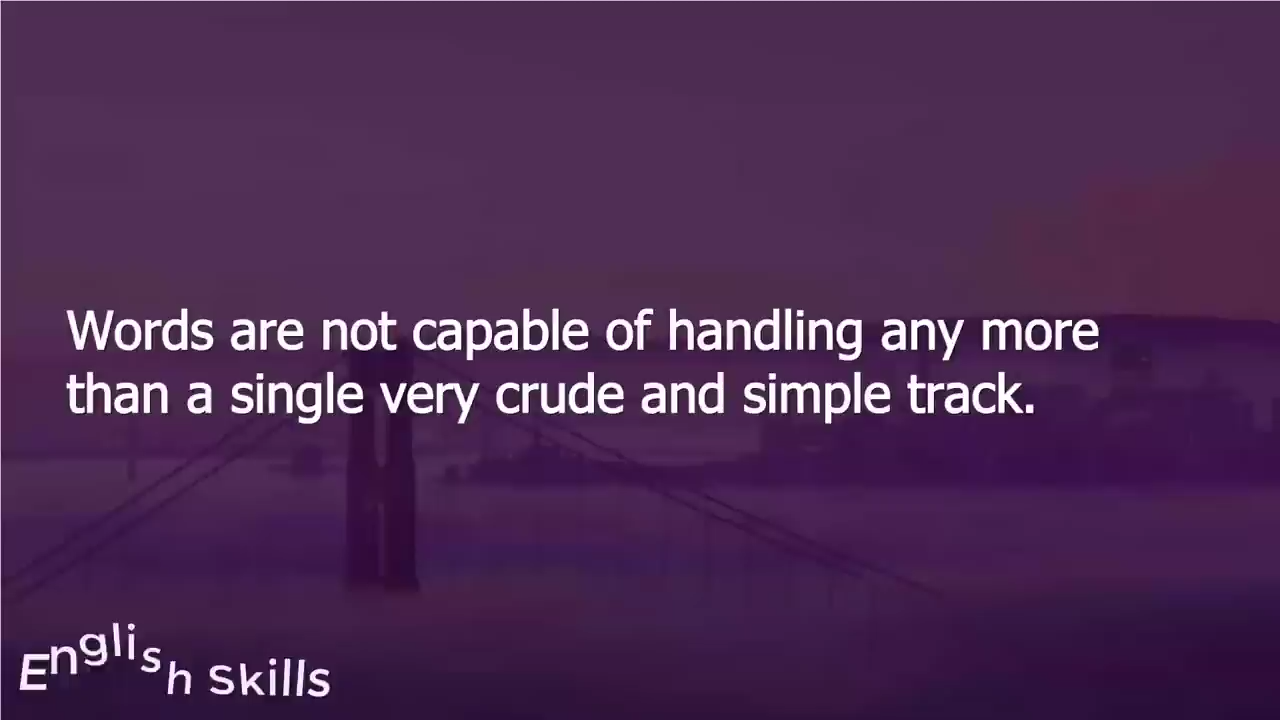 Words are not capable of handling any more
than a single very crude and simple track.
English Skills